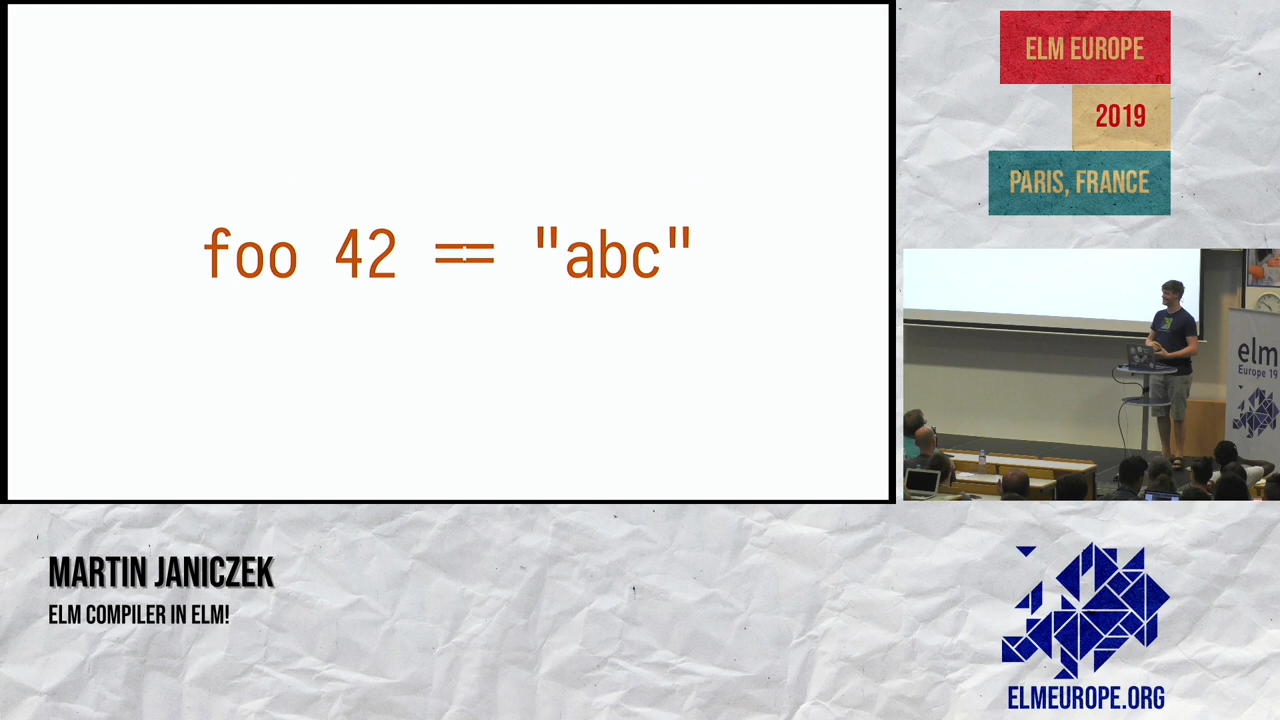 foo 42 == "abc"
ELM EUROPE
2019
PARIS, FRANCE
elm
Europe 19
MARTIN JANICZEK
ELM COMPILER IN ELM!
ELMEUROPE.ORG